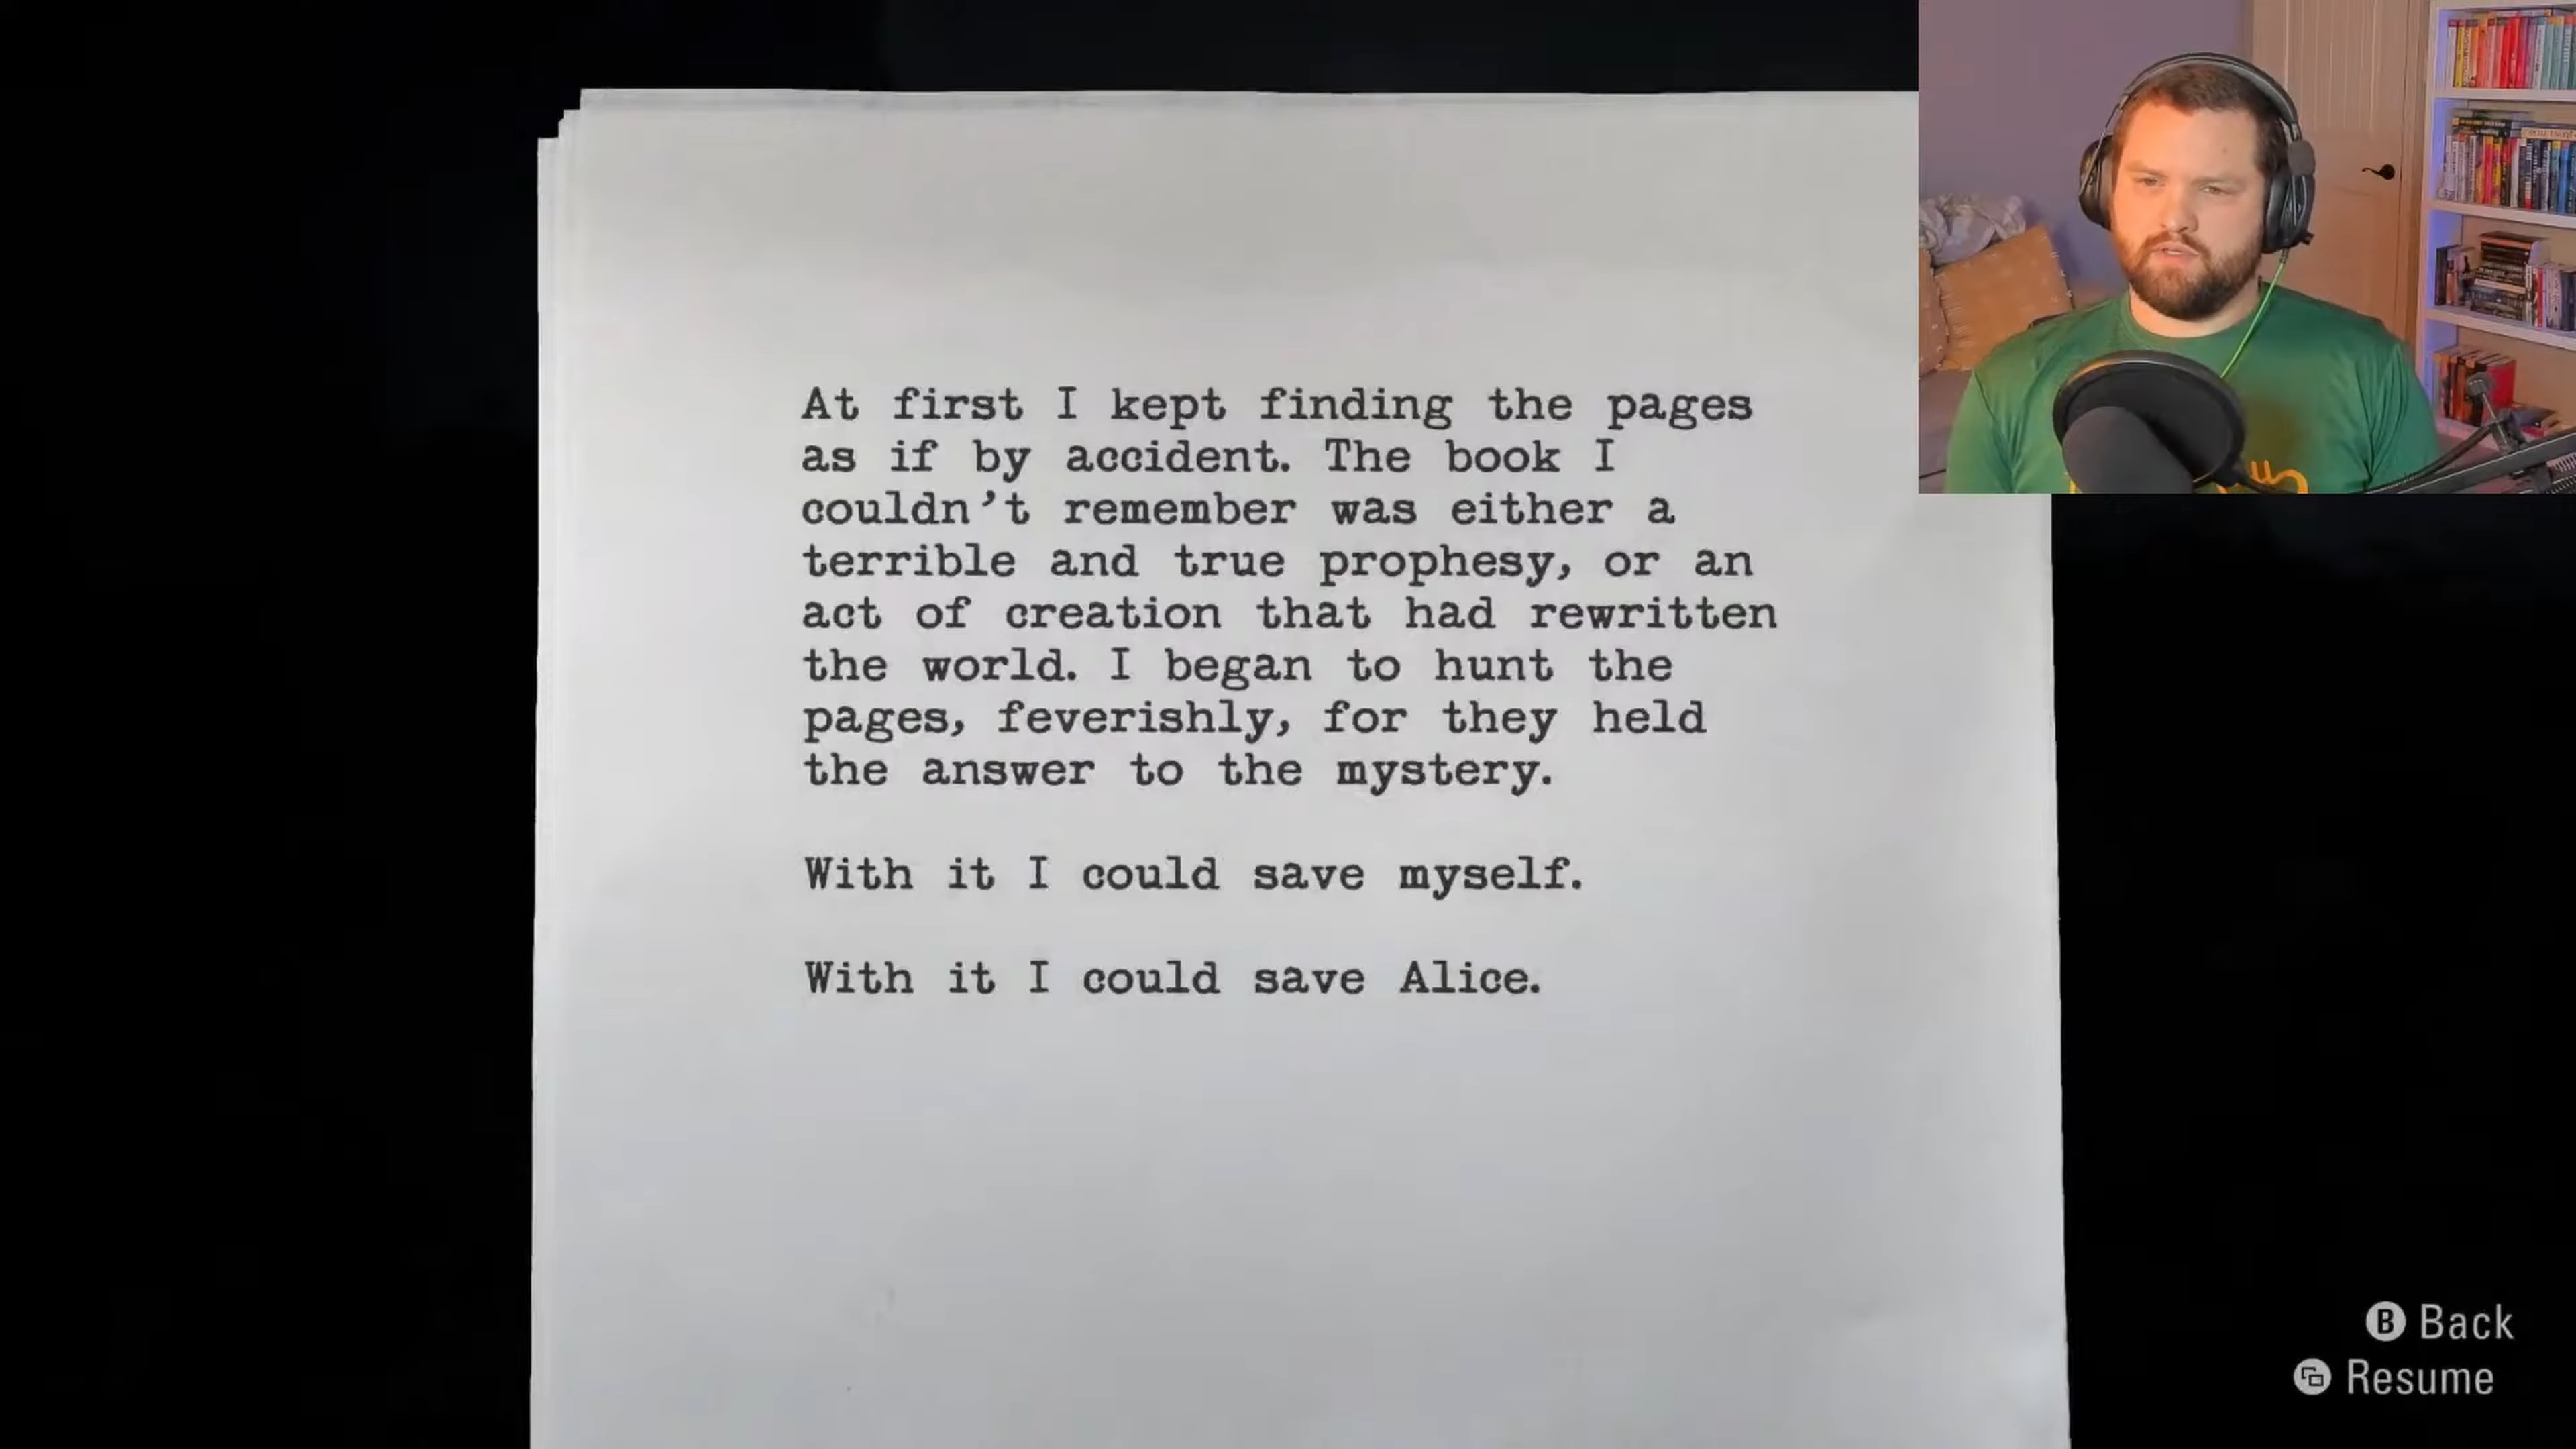 At first I kept finding the pages
as if by accident. The book I
couldn't remember was either a
terrible and true prophesy, or an
act of creation that had rewritten
the world. I began to hunt the
pages, feverishly, for they held
the answer to the mystery.
With it I could save myself.
With it I could save Alice.
B Back
Resume